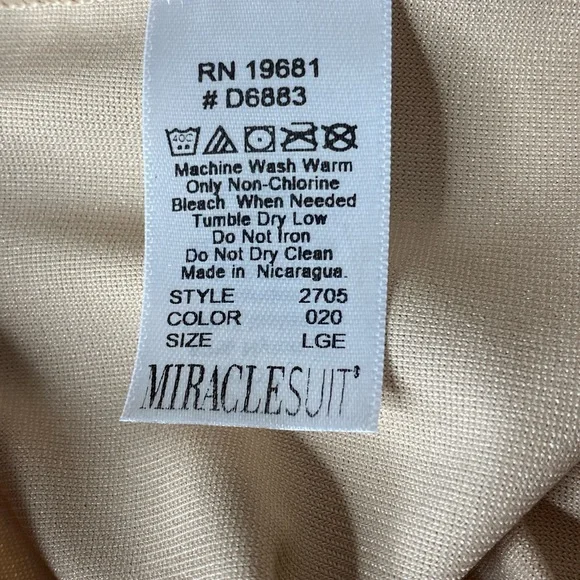 RN 19681
# D6883
40C
Machine Wash Warm
Only Non-Chlorine
Bleach When Needed
Tumble Dry Low
Do Not Iron
Do Not Dry Clean
Made in Nicaragua.
STYLE 2705
COLOR 020
SIZE LGE
MIRACLESUIT®